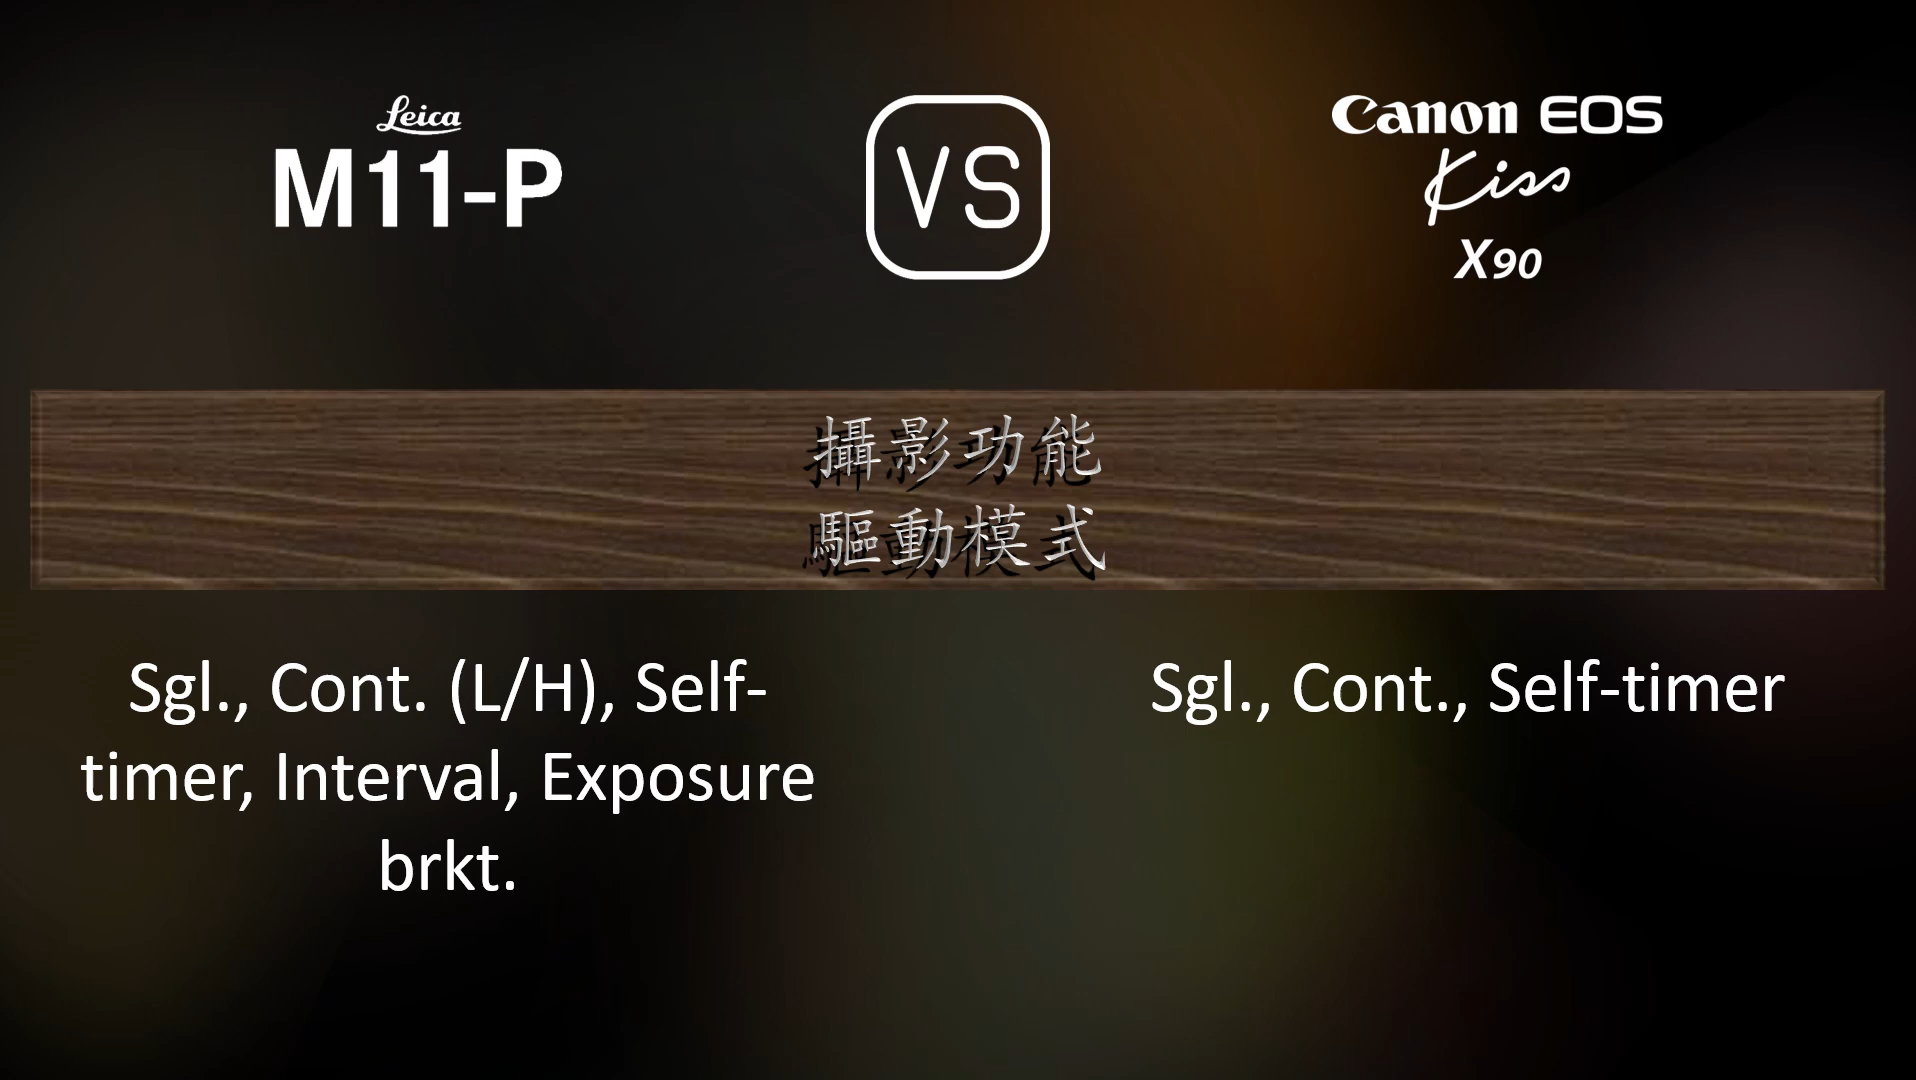 Leica
M11-P
VS
Canon EOS
Kiss
X90
攝影功能
驅動模式
Sgl., Cont. (L/H), Self-
timer, Interval, Exposure
brkt.
Sgl., Cont., Self-timer